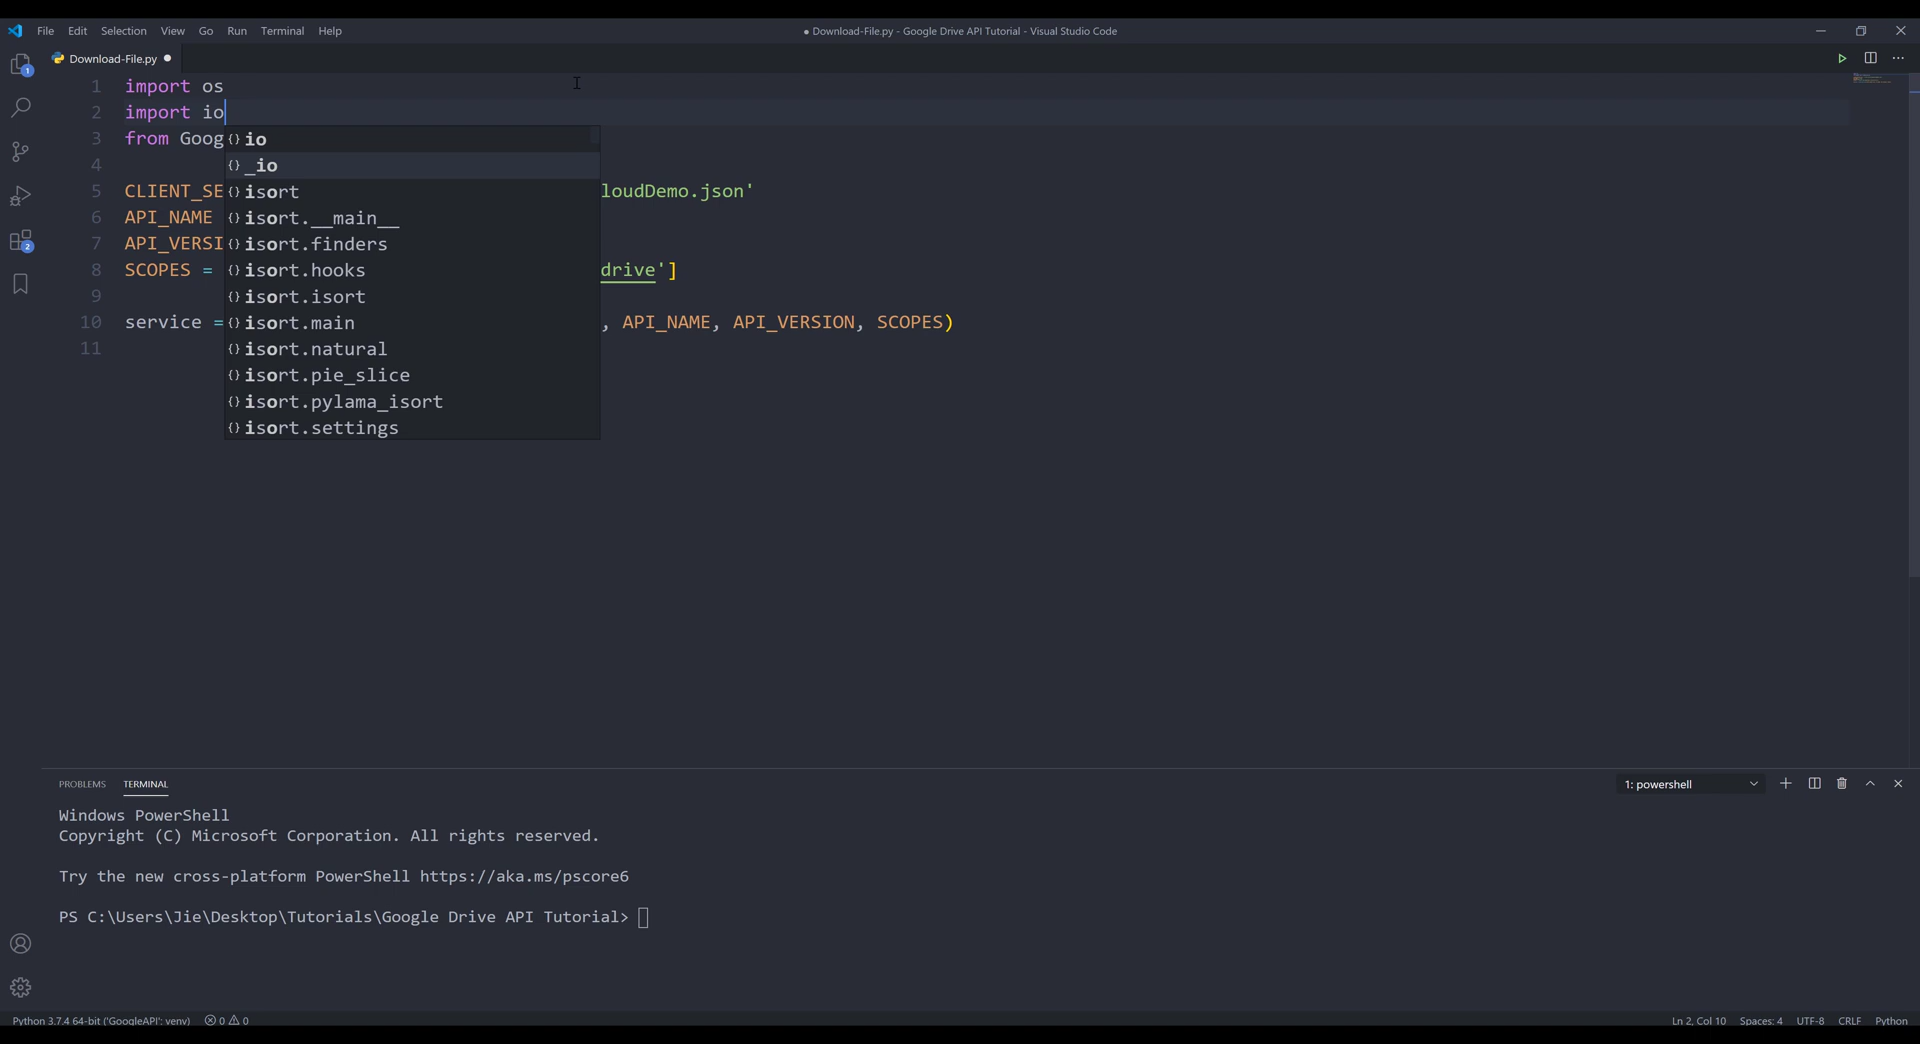 File Edit Selection View Go Run Terminal Help
● Download-File.py - Google Drive API Tutorial - Visual Studio Code
Download-File.py
1 import os
2 import io
3 from Goog
4
5 CLIENT_SE loudDemo.json'
6 API_NAME
7 API_VERSI
8 SCOPES = drive']
9
10 service = , API_NAME, API_VERSION, SCOPES)
11
{} io
{} _io
{} isort
{} isort.__main__
{} isort.finders
{} isort.hooks
{} isort.isort
{} isort.main
{} isort.natural
{} isort.pie_slice
{} isort.pylama_isort
{} isort.settings
1
2
PROBLEMS TERMINAL
1: powershell
Windows PowerShell
Copyright (C) Microsoft Corporation. All rights reserved.
Try the new cross-platform PowerShell https://aka.ms/pscore6
PS C:\Users\Jie\Desktop\Tutorials\Google Drive API Tutorial>
Python 3.7.4 64-bit ('GoogleAPI': venv) 0 0
Ln 2, Col 10 Spaces: 4 UTF-8 CRLF Python